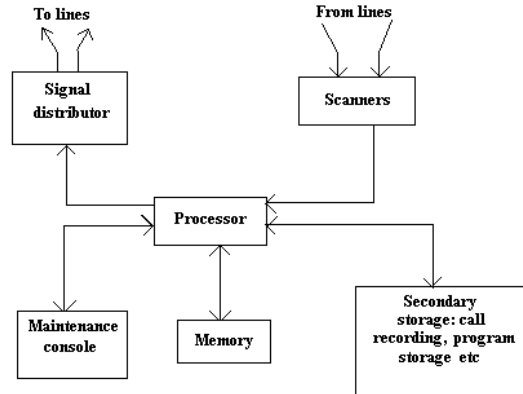 To lines
From lines
Signal
distributor
Scanners
Processor
Maintenance
console
Memory
Secondary
storage: call
recording, program
storage etc